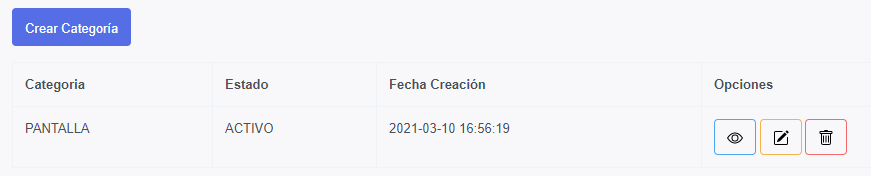 Crear Categoría
Categoria Estado Fecha Creación Opciones
PANTALLA ACTIVO 2021-03-10 16:56:19